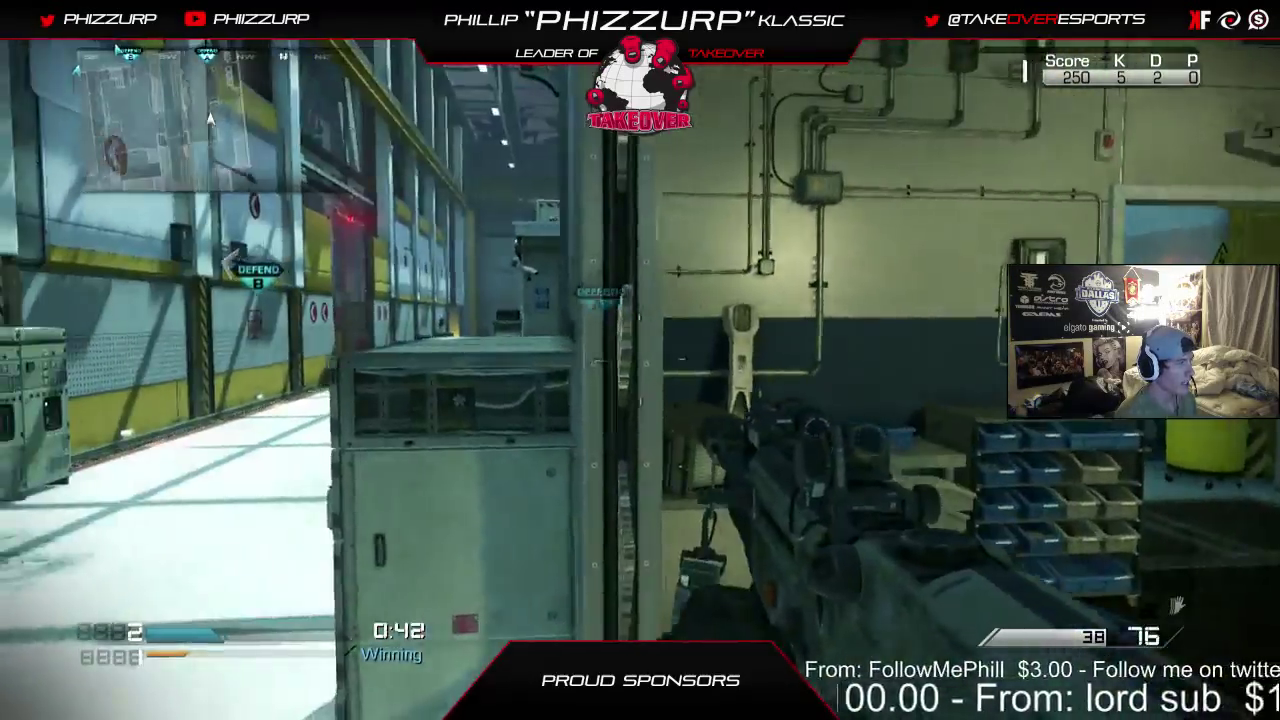 PHIZZURP PHIIZZURP PHILLIP "PHIZZURP" KLASSIC @TAKEOVERESPORTS
LEADER OF TAKEOVER
TAKEOVER
Score K D P
250 5 2 0
DEFEND
B
DALLAS
elgato gaming
0:42
Winning
38 76
PROUD SPONSORS
From: FollowMePhill $3.00 - Follow me on twitte
00.00 - From: lord sub $1